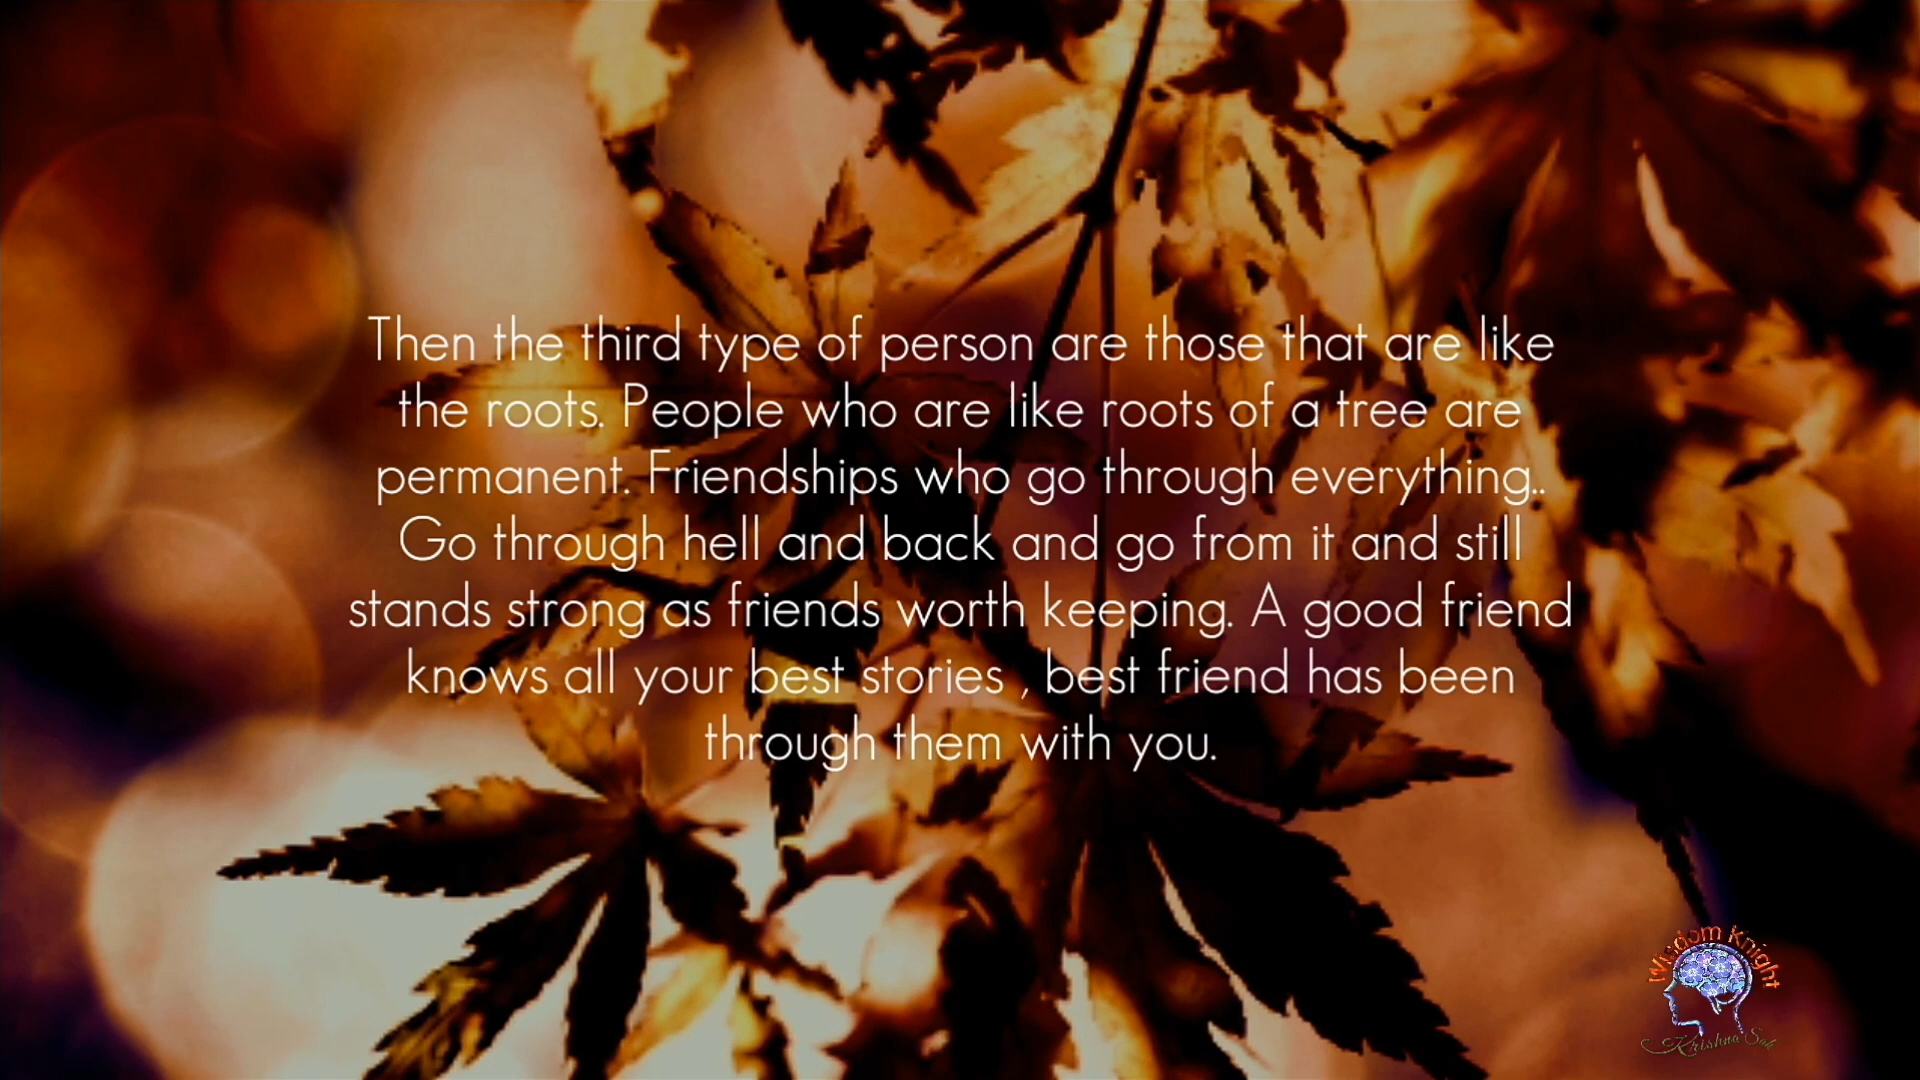 Then the third type of person are those that are like
the roots. People who are like roots of a tree are
permanent. Friendships who go through everything..
Go through hell and back and go from it and still
stands strong as friends worth keeping. A good friend
knows all your best stories , best friend has been
through them with you.
Wisdom Knight